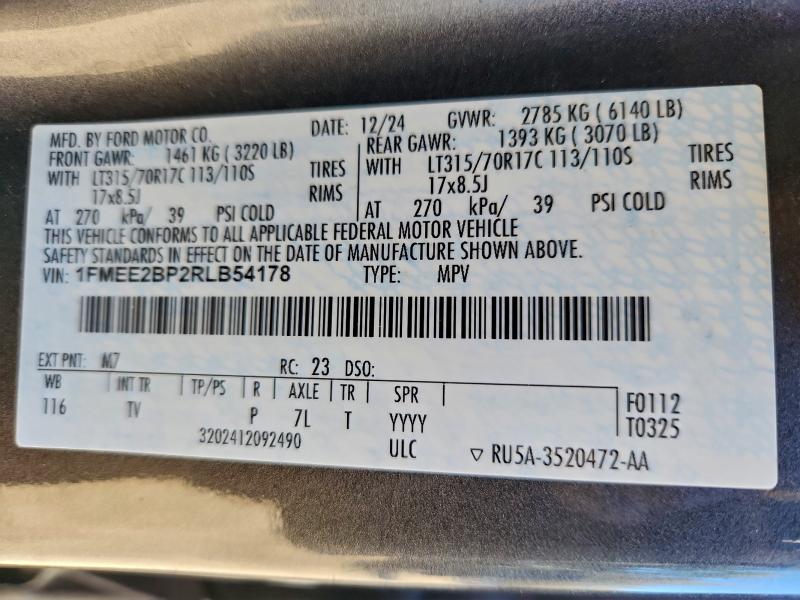 MFD. BY FORD MOTOR CO. DATE: 12/24 GVWR: 2785 KG ( 6140 LB)
FRONT GAWR: 1461 KG ( 3220 LB) REAR GAWR: 1393 KG ( 3070 LB)
WITH LT315/70R17C 113/110S TIRES WITH LT315/70R17C 113/110S TIRES
17x8.5J RIMS 17x8.5J RIMS
AT 270 kPa/ 39 PSI COLD AT 270 kPa/ 39 PSI COLD
THIS VEHICLE CONFORMS TO ALL APPLICABLE FEDERAL MOTOR VEHICLE
SAFETY STANDARDS IN EFFECT ON THE DATE OF MANUFACTURE SHOWN ABOVE.
VIN: 1FMEE2BP2RLB54178 TYPE: MPV
EXT PNT: M7 RC: 23 DSO:
WB INT TR TP/PS R AXLE TR SPR
116 TV P 7L T YYYY F0112
3202412092490 ULC T0325
▽ RU5A-3520472-AA